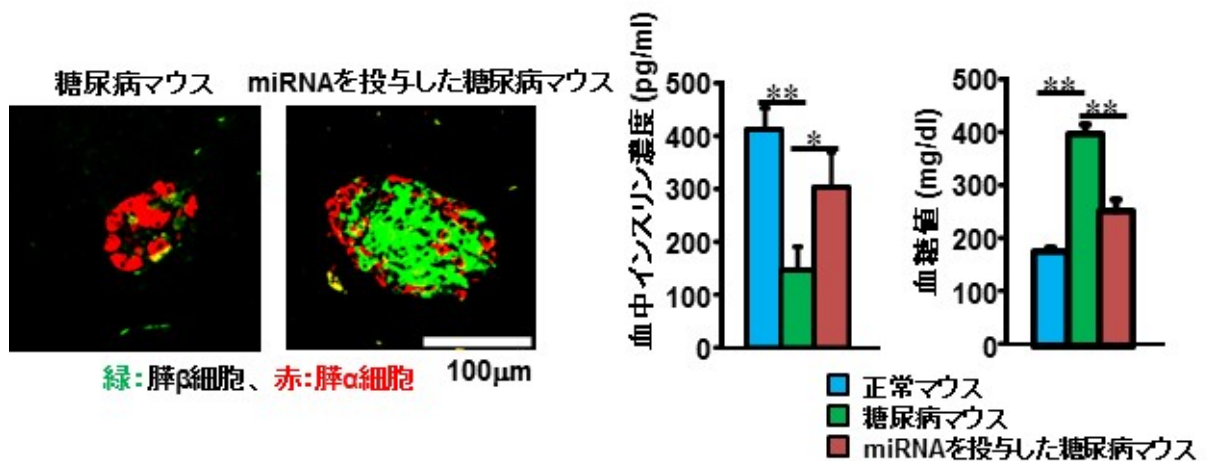 糖尿病マウス
miRNAを投与した糖尿病マウス
100μm
緑：膵β細胞、赤：膵α細胞
血中インスリン濃度 (pg/ml)
500
400
300
200
100
0
**
*
血糖値 (mg/dl)
500
400
300
200
100
0
**
**
正常マウス
糖尿病マウス
miRNAを投与した糖尿病マウス